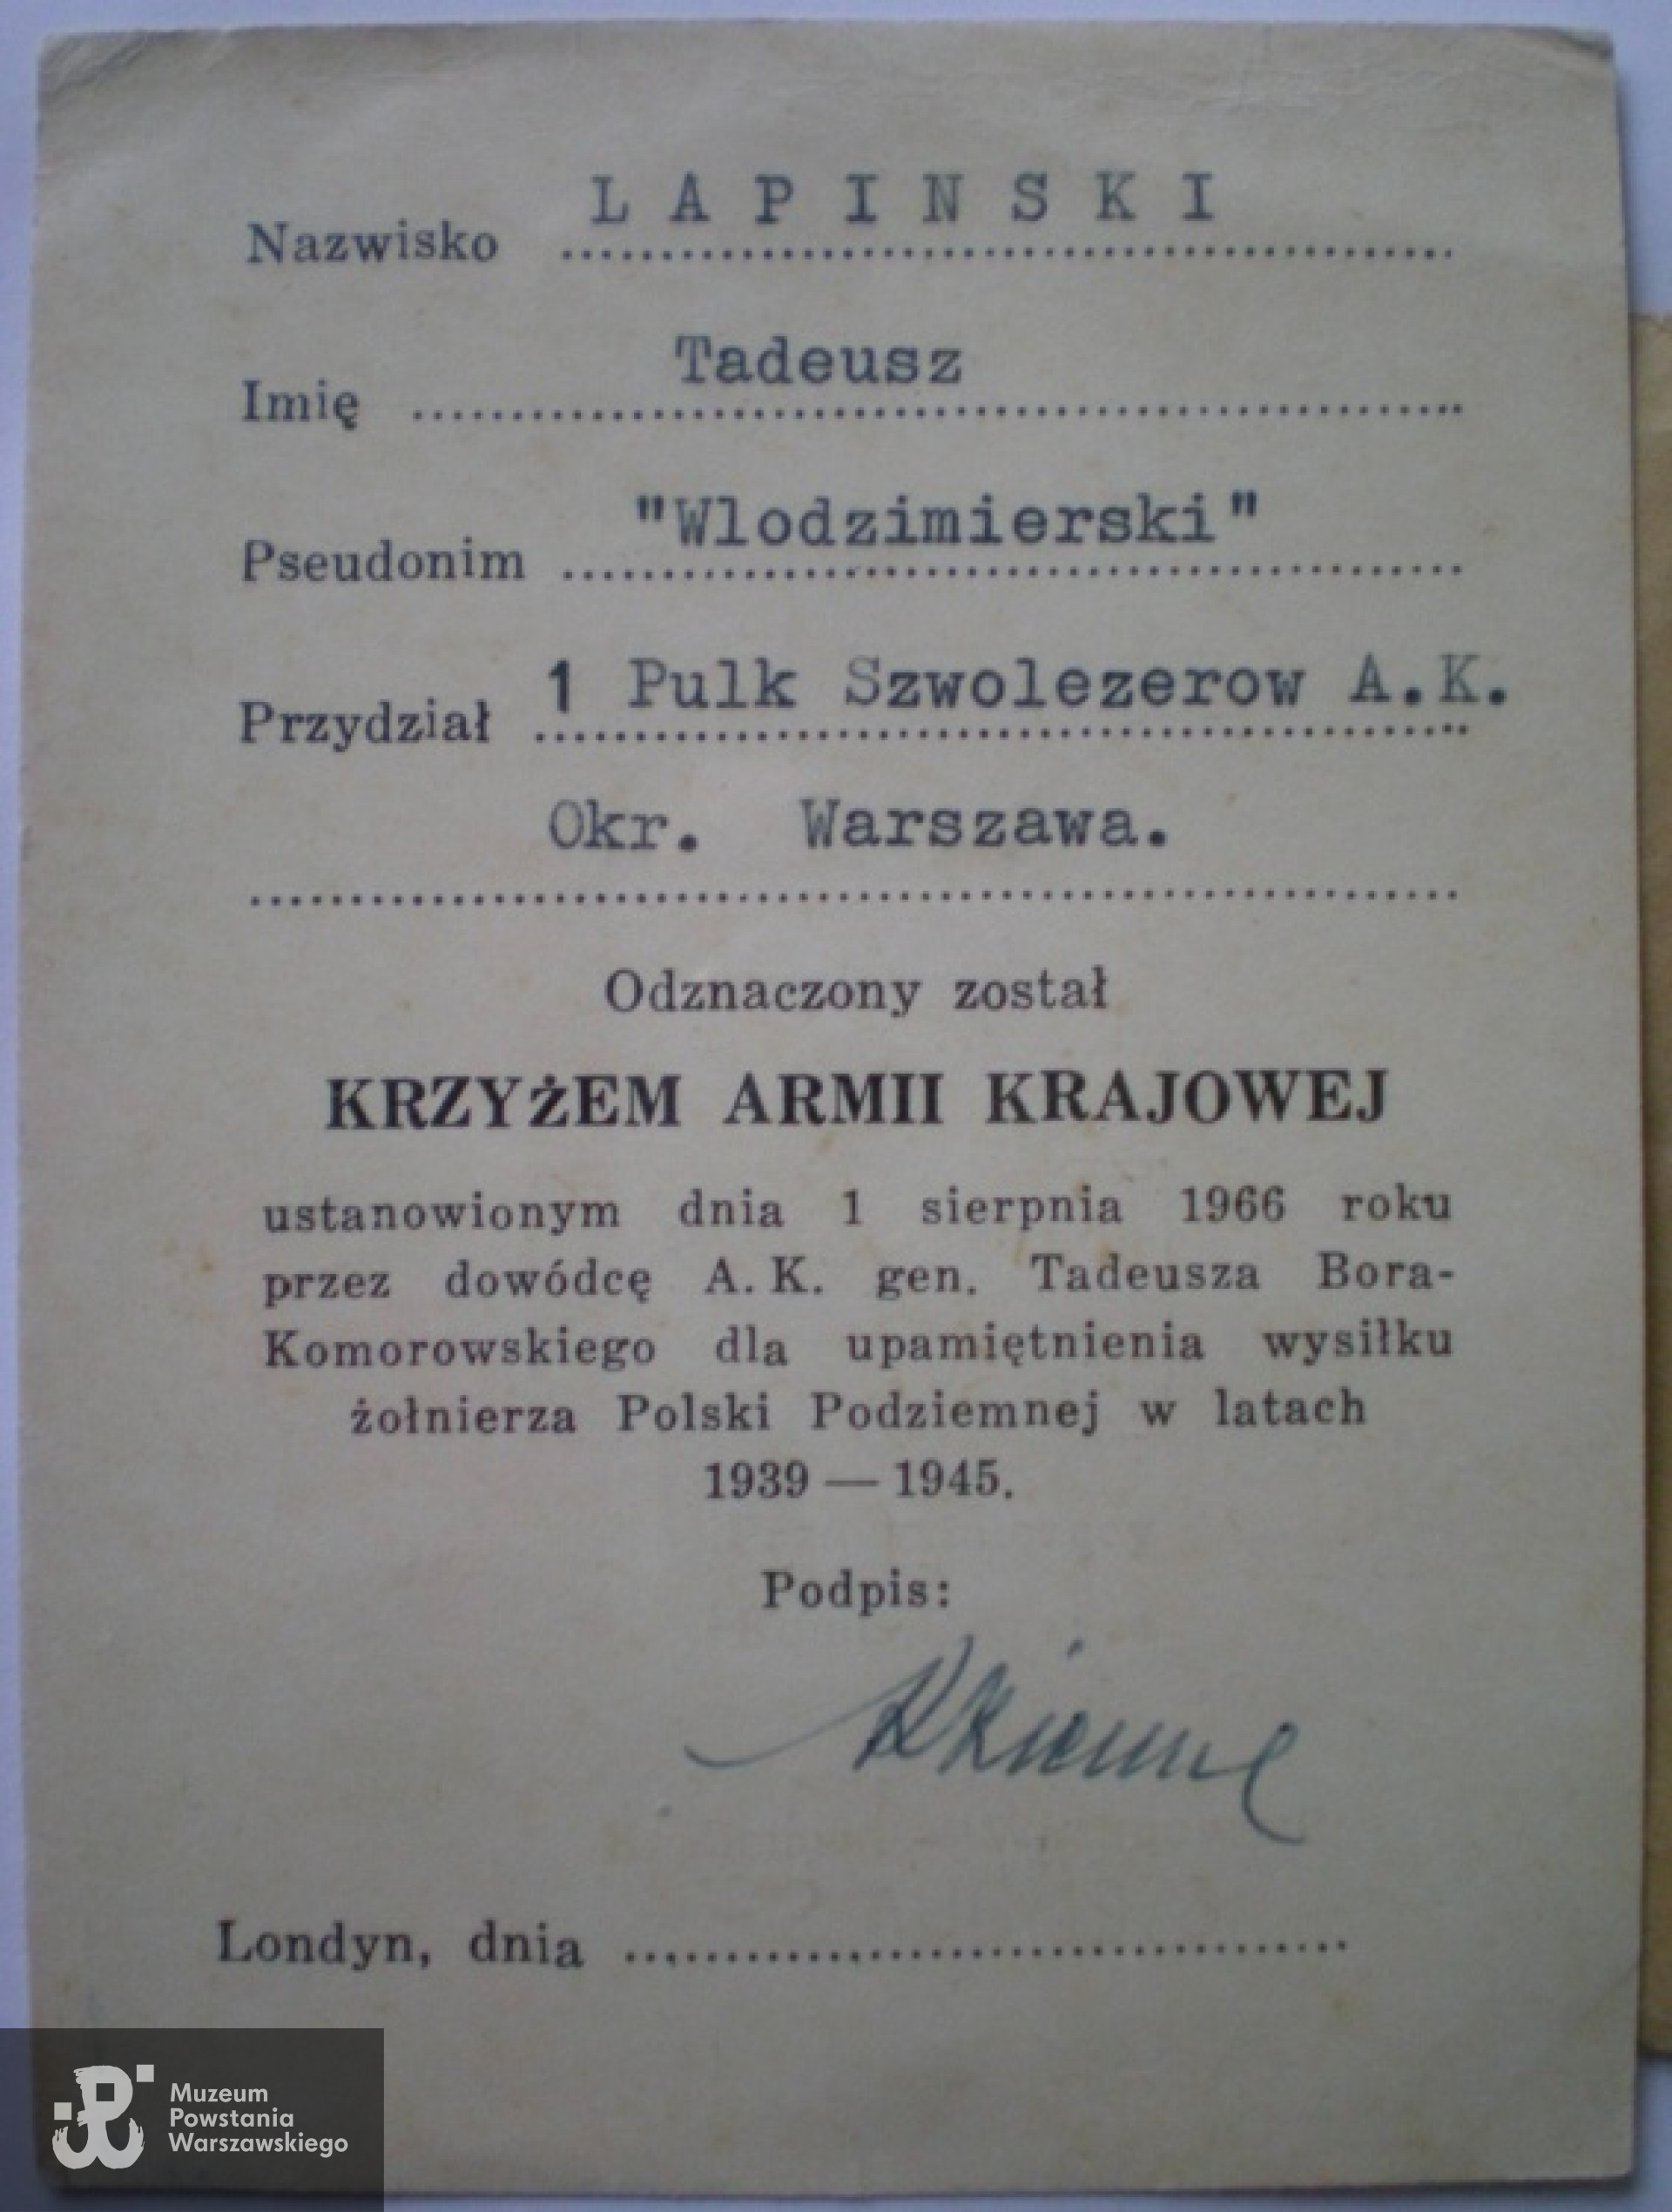 Nazwisko L A P I N S K I
Imię Tadeusz
Pseudonim "Wlodzimierski"
Przydział 1 Pulk Szwolezerow A.K.
Okr. Warszawa.
Odznaczony został
KRZYŻEM ARMII KRAJOWEJ
ustanowionym dnia 1 sierpnia 1966 roku
przez dowódcę A. K. gen. Tadeusza Bora-
Komorowskiego dla upamiętnienia wysiłku
żołnierza Polski Podziemnej w latach
1939 — 1945.
Podpis:
Londyn, dnia
Muzeum
Powstania
Warszawskiego